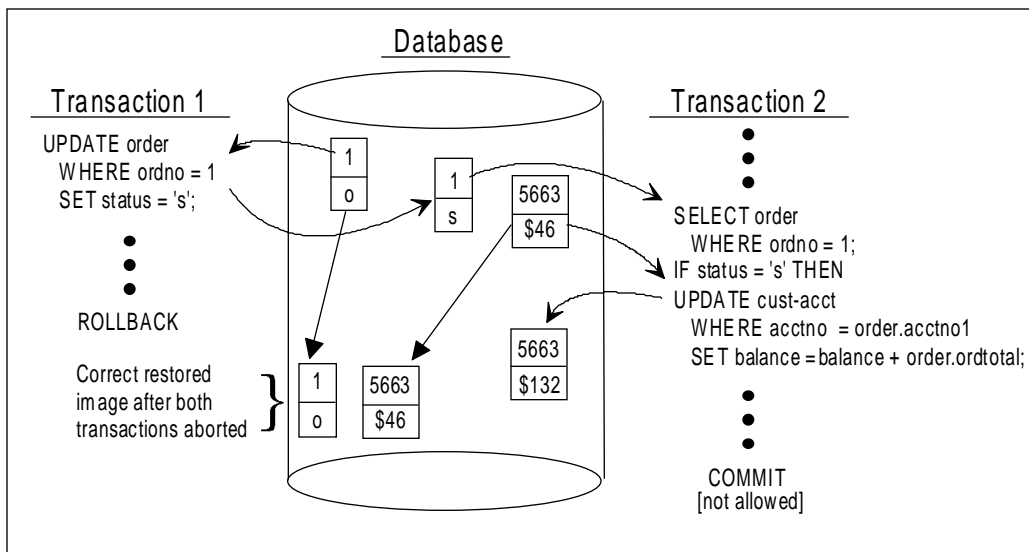 Database
Transaction 1
UPDATE order
WHERE ordno = 1
SET status = 's';
ROLLBACK
Correct restored
image after both
transactions aborted
1
o
1
s
5663
$46
1
o
5663
$46
5663
$132
Transaction 2
SELECT order
WHERE ordno = 1;
IF status = 's' THEN
UPDATE cust-acct
WHERE acctno = order.acctno1
SET balance = balance + order.ordtotal;
COMMIT
[not allowed]